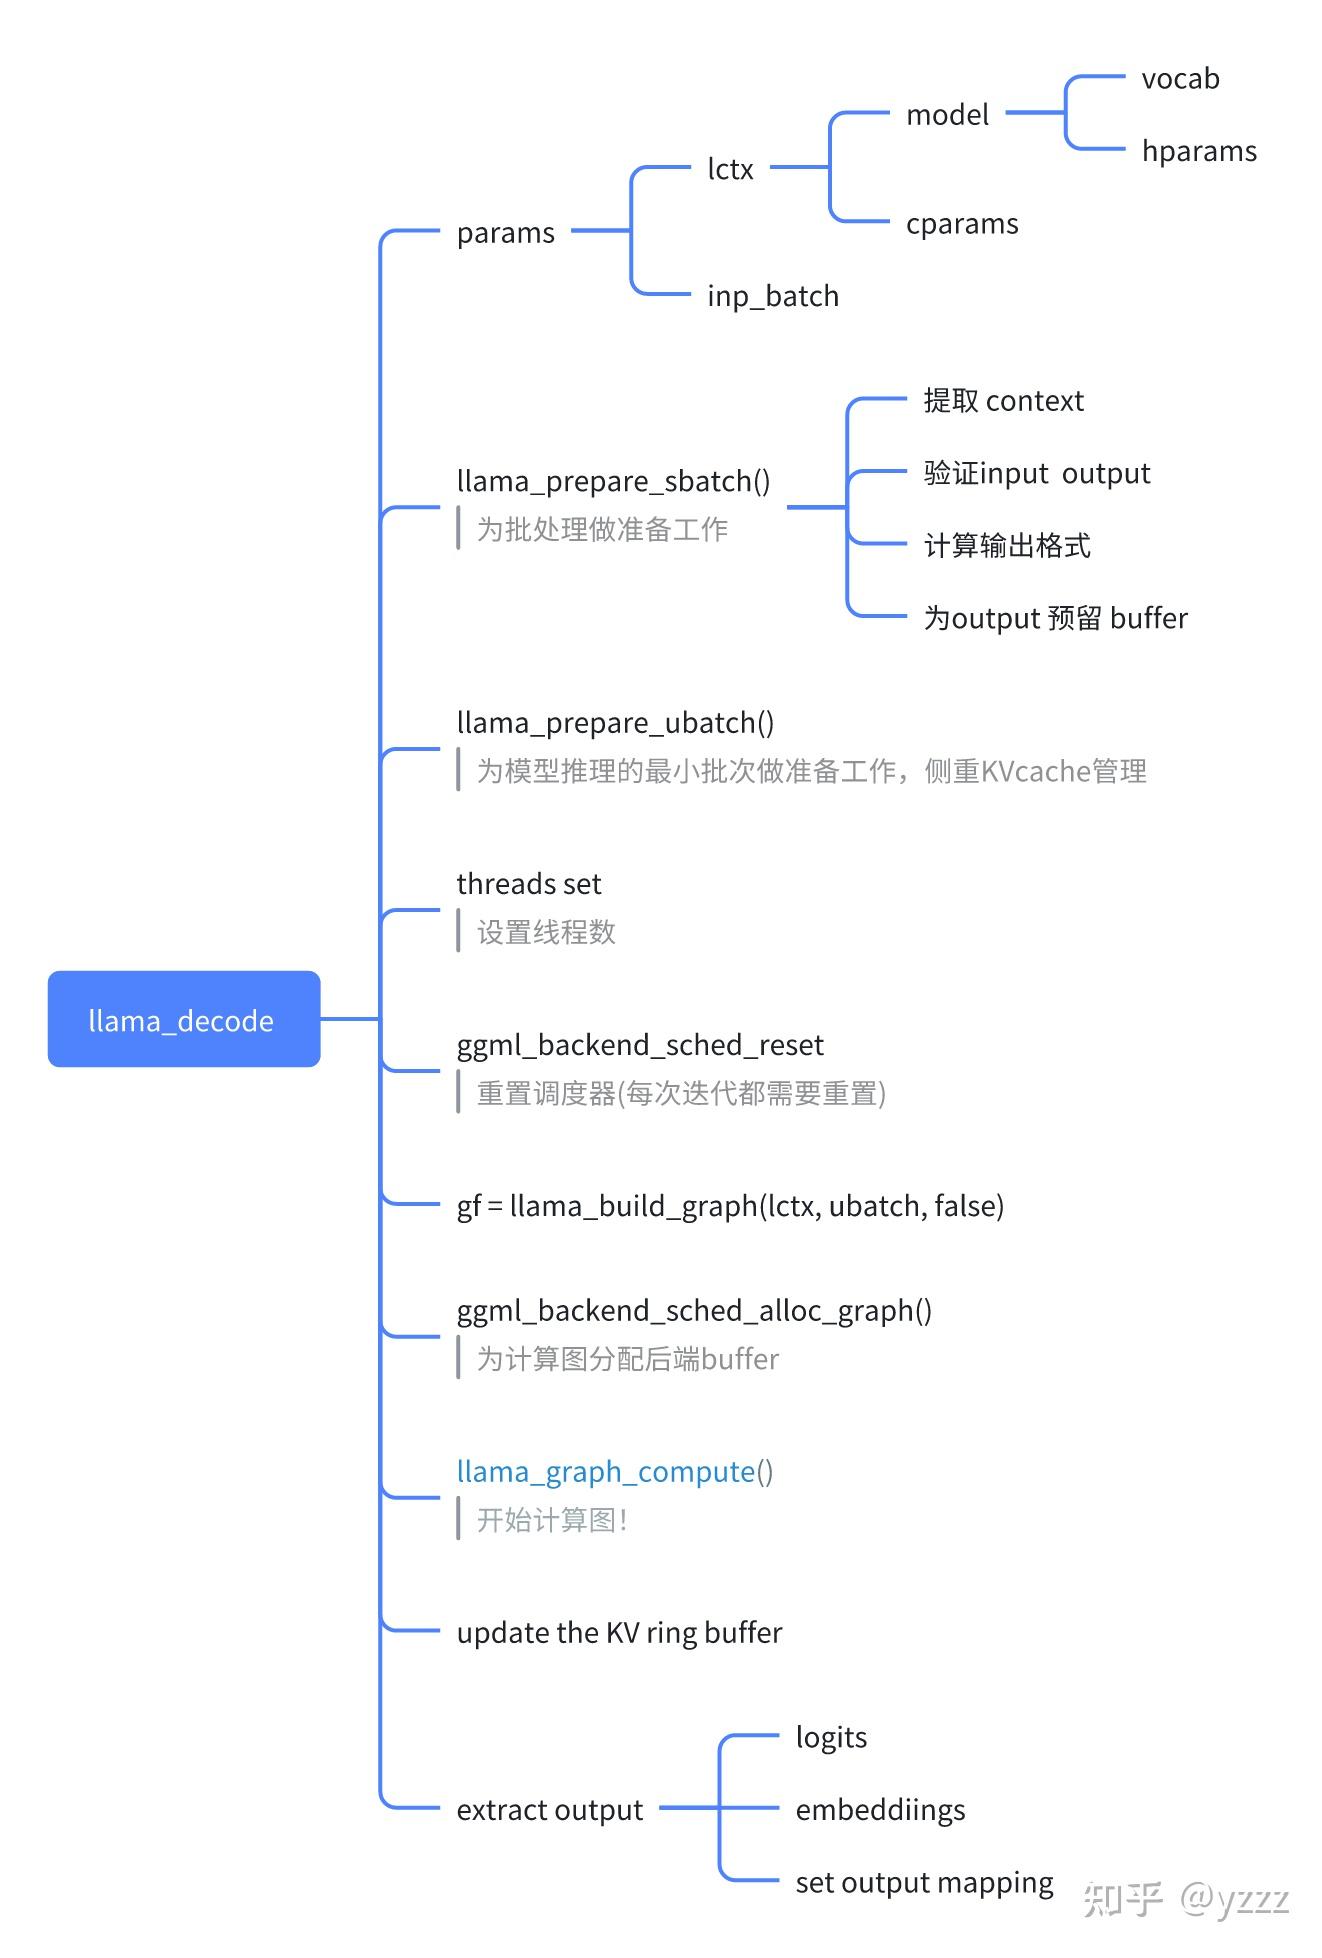 vocab
model
hparams
lctx
cparams
params
inp_batch
提取 context
验证input  output
llama_prepare_sbatch()
为批处理做准备工作
计算输出格式
为output 预留 buffer
llama_prepare_ubatch()
为模型推理的最小批次做准备工作，侧重KVcache管理
threads set
设置线程数
llama_decode
ggml_backend_sched_reset
重置调度器(每次迭代都需要重置)
gf = llama_build_graph(lctx, ubatch, false)
ggml_backend_sched_alloc_graph()
为计算图分配后端buffer
llama_graph_compute()
开始计算图！
update the KV ring buffer
logits
extract output
embeddiings
set output mapping
知乎 @yzzz